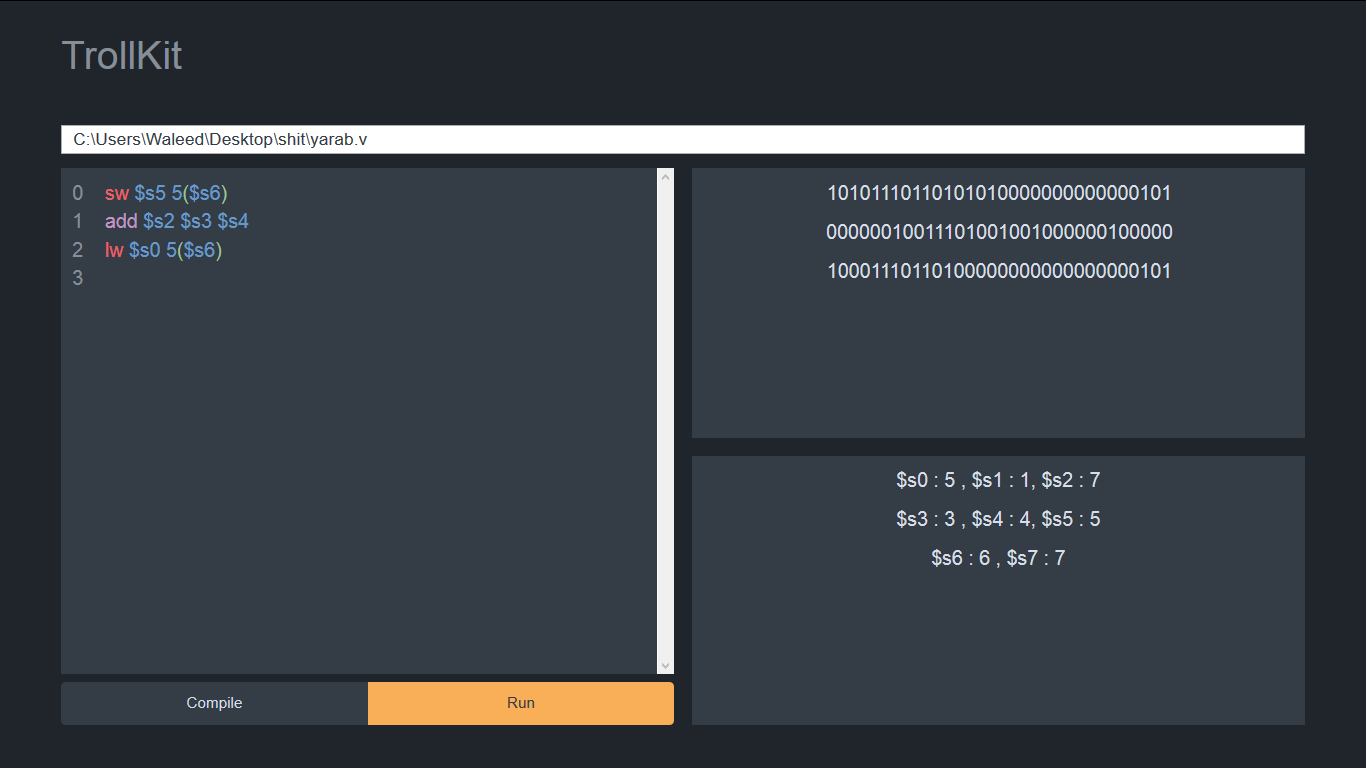 TrollKit
C:\Users\Waleed\Desktop\shit\yarab.v
0 sw $s5 5($s6)
1 add $s2 $s3 $s4
2 lw $s0 5($s6)
3
10101110110101010000000000000101
00000010011101001001000000100000
10001110110100000000000000000101
$s0 : 5 , $s1 : 1, $s2 : 7
$s3 : 3 , $s4 : 4, $s5 : 5
$s6 : 6 , $s7 : 7
Compile
Run